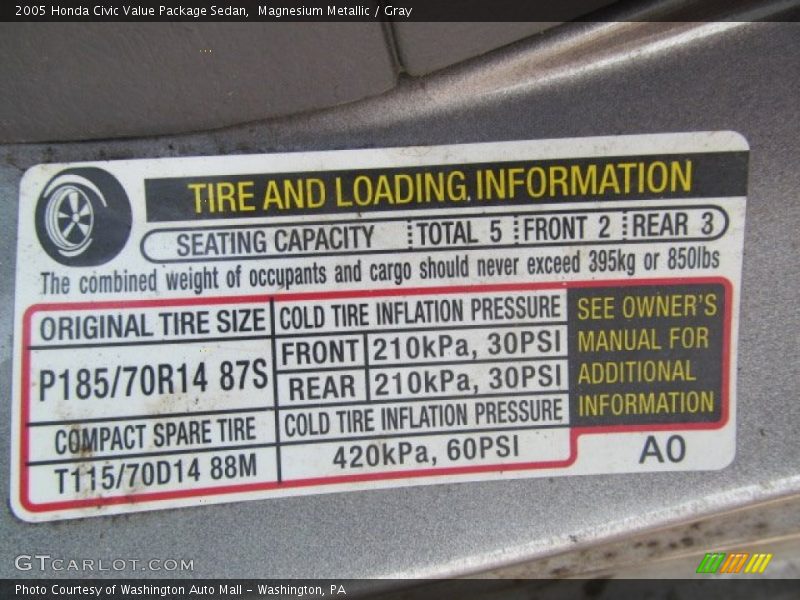 2005 Honda Civic Value Package Sedan,  Magnesium Metallic / Gray
TIRE AND LOADING INFORMATION
SEATING CAPACITY TOTAL 5 FRONT 2 REAR 3
The combined weight of occupants and cargo should never exceed 395kg or 850lbs
ORIGINAL TIRE SIZE
P185/70R14 87S
COMPACT SPARE TIRE
T115/70D14 88M
COLD TIRE INFLATION PRESSURE
FRONT 210kPa, 30PSI
REAR 210kPa, 30PSI
COLD TIRE INFLATION PRESSURE
420kPa, 60PSI
SEE OWNER'S
MANUAL FOR
ADDITIONAL
INFORMATION
A0
GTCARLOT.COM
Photo Courtesy of Washington Auto Mall - Washington, PA